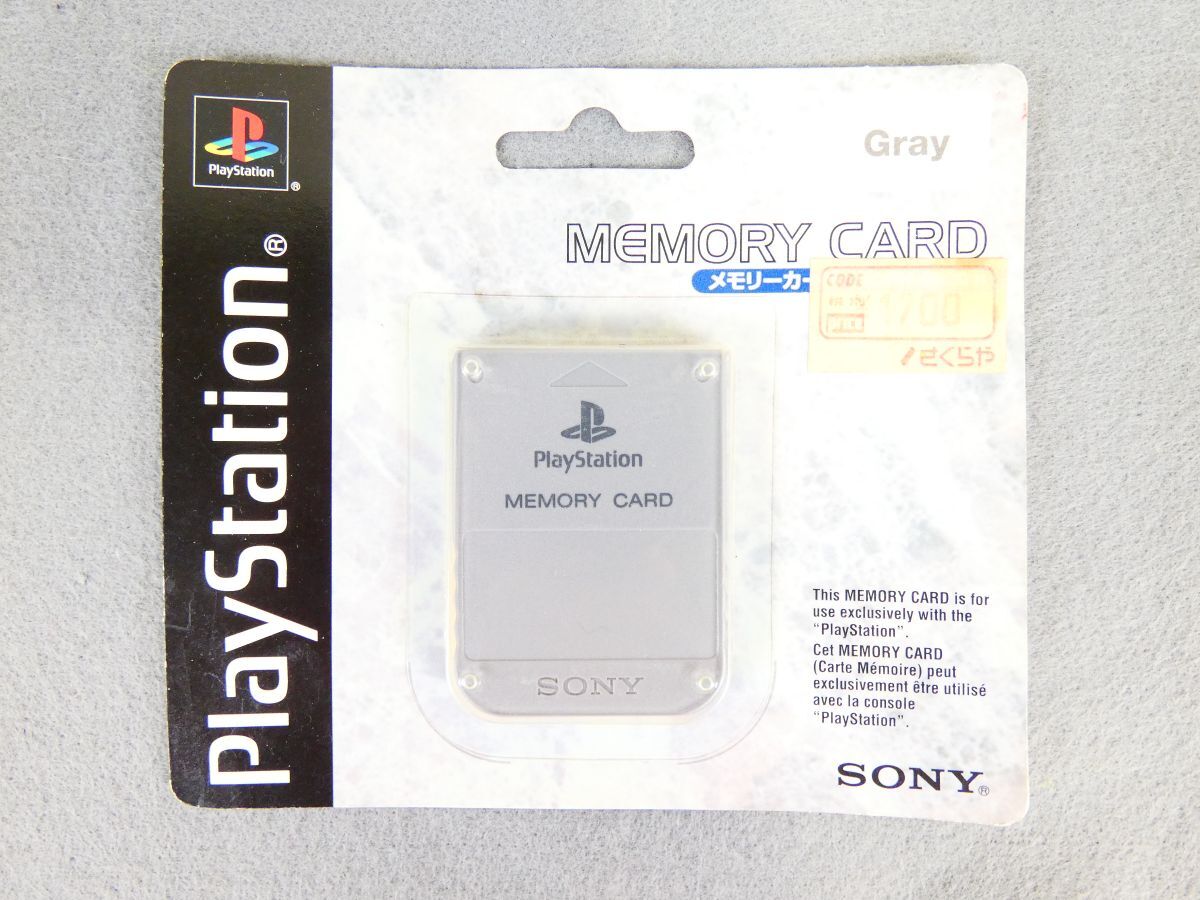 PlayStation
®
PlayStation®
Gray
MEMORY CARD
メモリーカー
CODE
1700
さくらや
PlayStation
MEMORY CARD
SONY
This MEMORY CARD is for
use exclusively with the
“PlayStation”.
Cet MEMORY CARD
(Carte Mémoire) peut
exclusivement être utilisé
avec la console
“PlayStation”.
SONY®